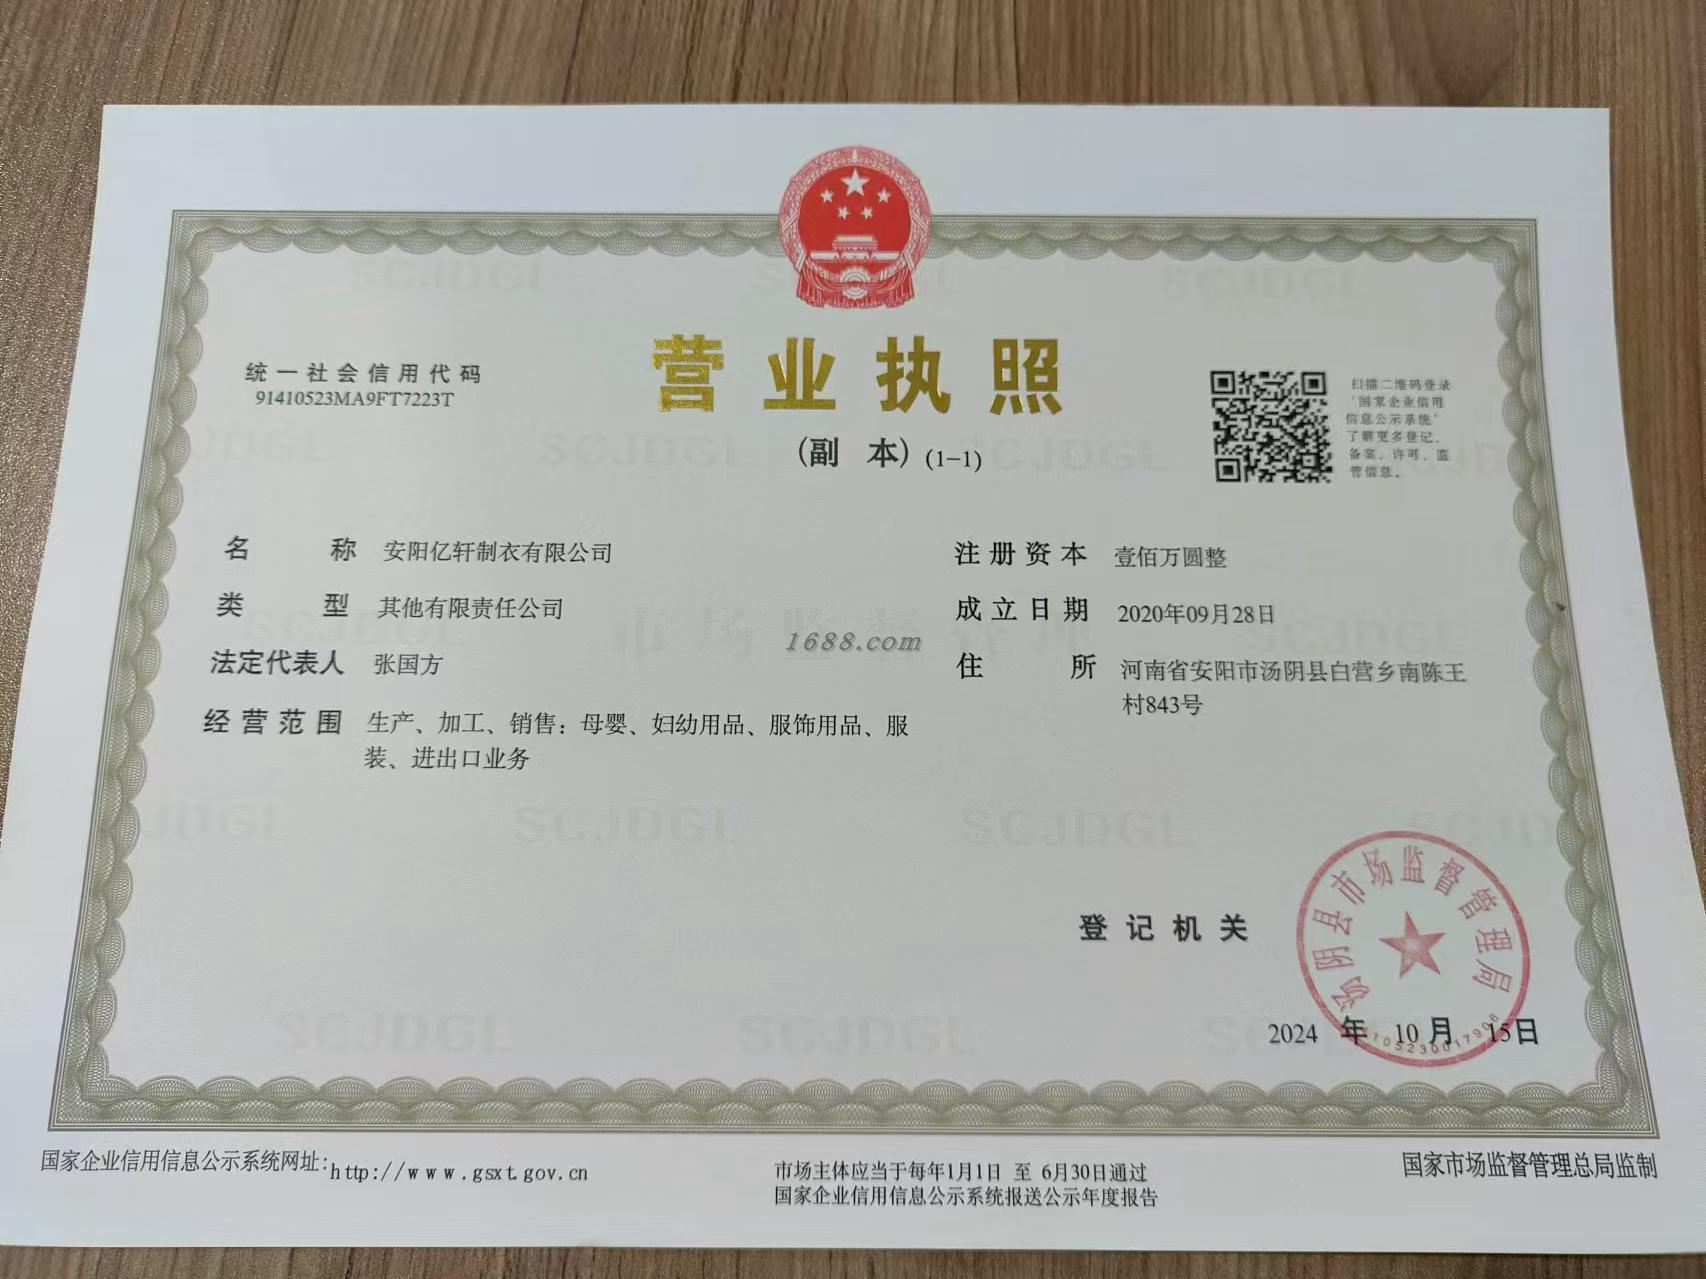 统一社会信用代码
91410523MA9FT7223T
营业执照
(副 本) (1-1)
扫描二维码登录
‘国家企业信用
信息公示系统’
了解更多登记、
备案、许可、监
管信息。
名称 安阳亿轩制衣有限公司
类型 其他有限责任公司
法定代表人 张国方
经营范围 生产、加工、销售：母婴、妇幼用品、服饰用品、服
装、进出口业务
注册资本 壹佰万圆整
成立日期 2020年09月28日
住所 河南省安阳市汤阴县白营乡南陈王
村843号
1688.com
SCJDGL
市场监督管理
登记机关
汤阴县市场监督管理局
2024 年 10 月 15日
国家企业信用信息公示系统网址：http://www.gsxt.gov.cn
市场主体应当于每年1月1日 至 6月30日通过
国家企业信用信息公示系统报送公示年度报告
国家市场监督管理总局监制